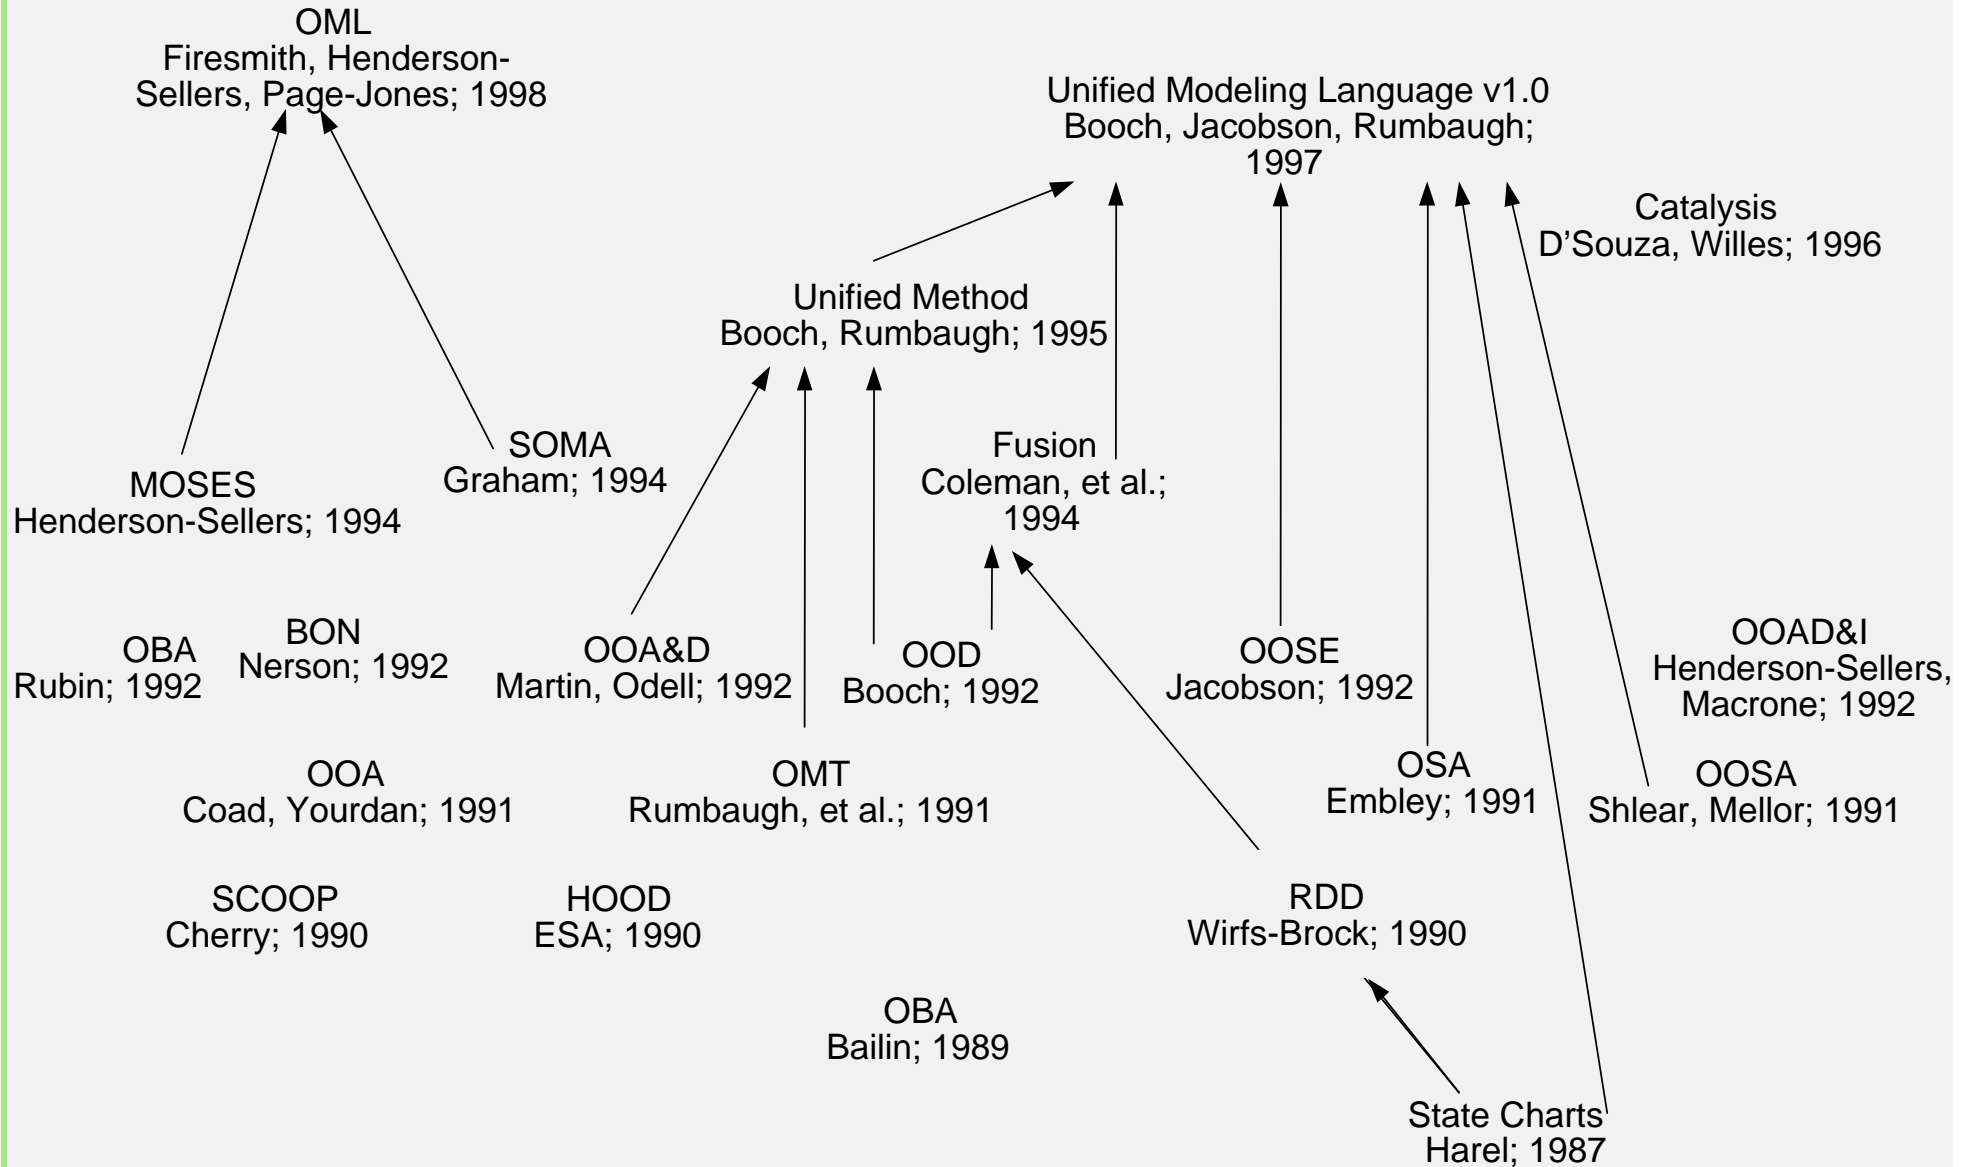 OML
Firesmith, Henderson-
Sellers, Page-Jones; 1998
Unified Modeling Language v1.0
Booch, Jacobson, Rumbaugh;
1997
Catalysis
D'Souza, Willes; 1996
Unified Method
Booch, Rumbaugh; 1995
SOMA
Graham; 1994
Fusion
Coleman, et al.;
1994
MOSES
Henderson-Sellers; 1994
OBA
Rubin; 1992
BON
Nerson; 1992
OOA&D
Martin, Odell; 1992
OOD
Booch; 1992
OOSE
Jacobson; 1992
OOAD&I
Henderson-Sellers,
Macrone; 1992
OOA
Coad, Yourdan; 1991
OMT
Rumbaugh, et al.; 1991
OSA
Embley; 1991
OOSA
Shlear, Mellor; 1991
SCOOP
Cherry; 1990
HOOD
ESA; 1990
RDD
Wirfs-Brock; 1990
OBA
Bailin; 1989
State Charts
Harel; 1987